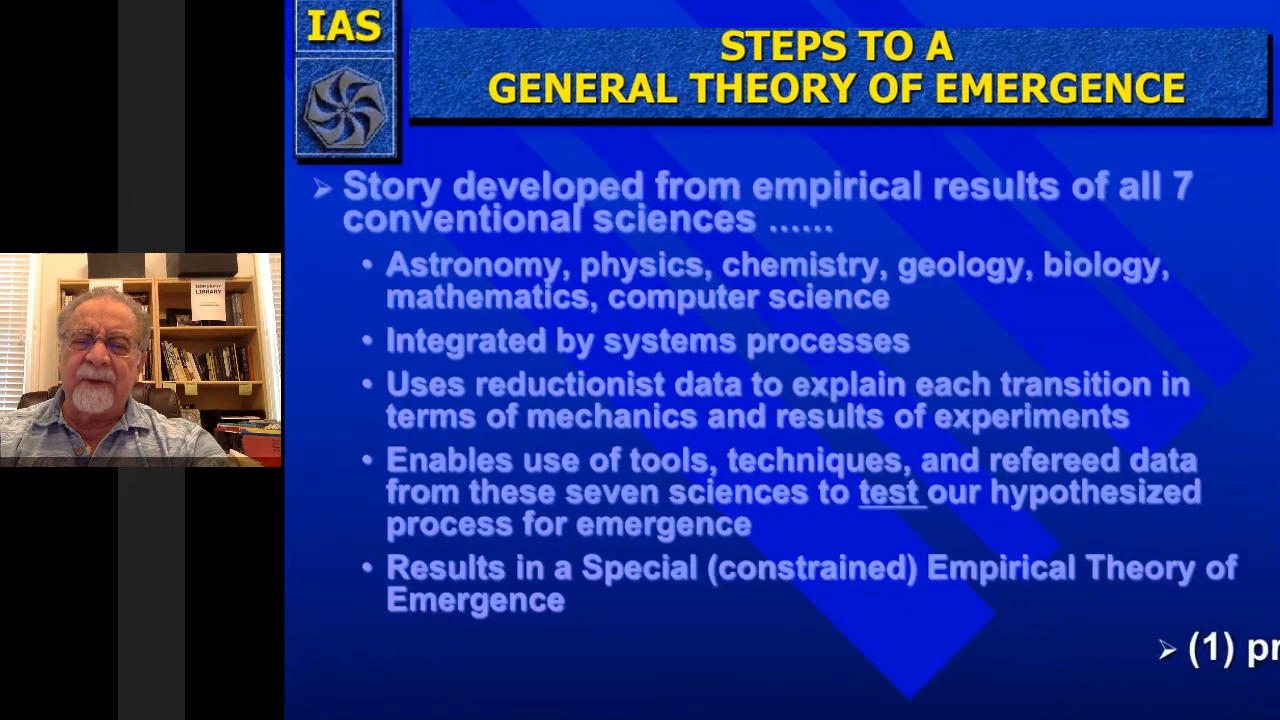 IAS
STEPS TO A
GENERAL THEORY OF EMERGENCE
➢ Story developed from empirical results of all 7
conventional sciences ......
• Astronomy, physics, chemistry, geology, biology,
mathematics, computer science
• Integrated by systems processes
• Uses reductionist data to explain each transition in
terms of mechanics and results of experiments
• Enables use of tools, techniques, and refereed data
from these seven sciences to test our hypothesized
process for emergence
• Results in a Special (constrained) Empirical Theory of
Emergence
➢ (1) pr
LIBRARY